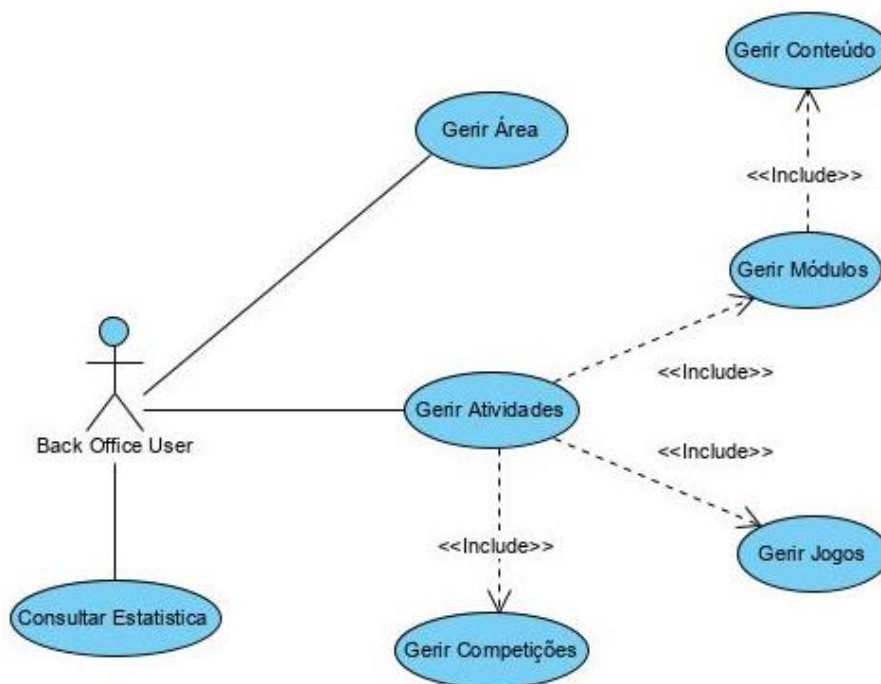 Gerir Conteúdo
Gerir Área
<<Include>>
Gerir Módulos
<<Include>>
Gerir Atividades
Back Office User
<<Include>>
<<Include>>
Gerir Jogos
Consultar Estatistica
Gerir Competições